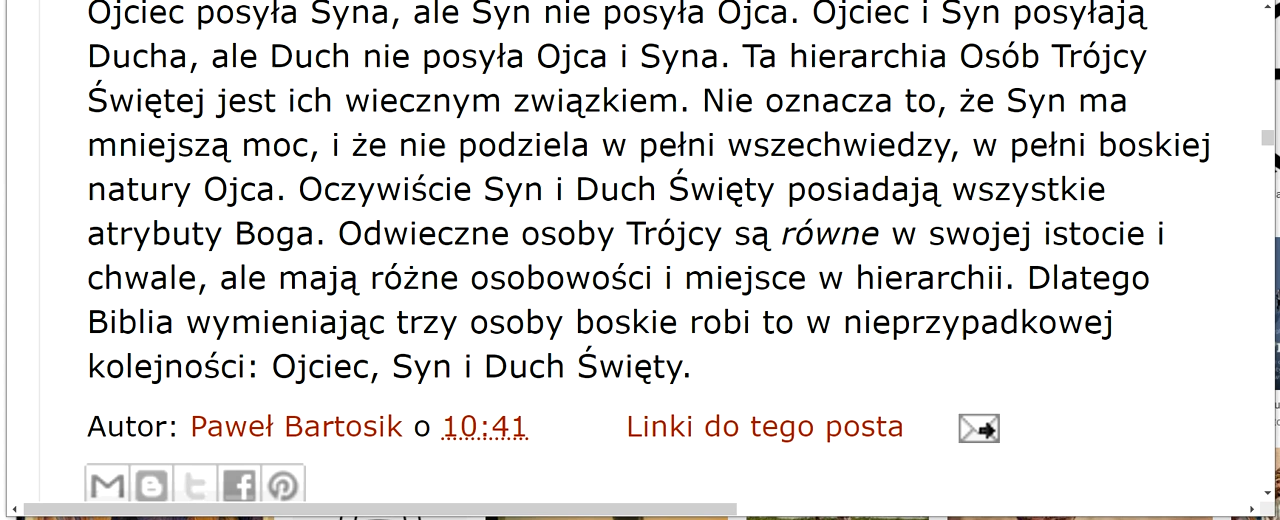 Ojciec posyła Syna, ale Syn nie posyła Ojca. Ojciec i Syn posyłają
Ducha, ale Duch nie posyła Ojca i Syna. Ta hierarchia Osób Trójcy
Świętej jest ich wiecznym związkiem. Nie oznacza to, że Syn ma
mniejszą moc, i że nie podziela w pełni wszechwiedzy, w pełni boskiej
natury Ojca. Oczywiście Syn i Duch Święty posiadają wszystkie
atrybuty Boga. Odwieczne osoby Trójcy są równe w swojej istocie i
chwale, ale mają różne osobowości i miejsce w hierarchii. Dlatego
Biblia wymieniając trzy osoby boskie robi to w nieprzypadkowej
kolejności: Ojciec, Syn i Duch Święty.
Autor: Paweł Bartosik o 10:41 Linki do tego posta